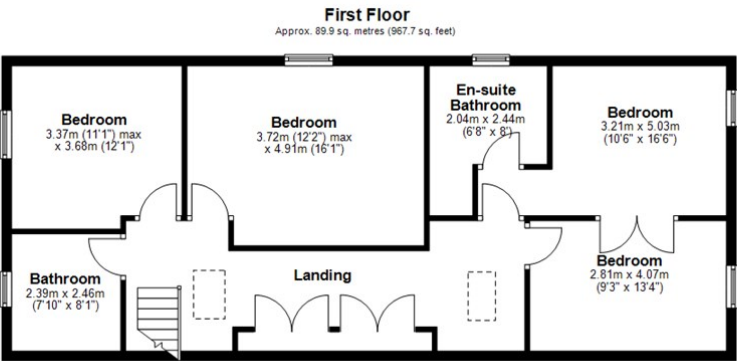 First Floor
Approx. 89.9 sq. metres (967.7 sq. feet)
Bedroom
3.37m (11'1") max
x 3.68m (12'1")
Bedroom
3.72m (12'2") max
x 4.91m (16'1")
En-suite
Bathroom
2.04m x 2.44m
(6'8" x 8')
Bedroom
3.21m x 5.03m
(10'6" x 16'6")
Bathroom
2.39m x 2.46m
(7'10" x 8'1")
Landing
Bedroom
2.81m x 4.07m
(9'3" x 13'4")